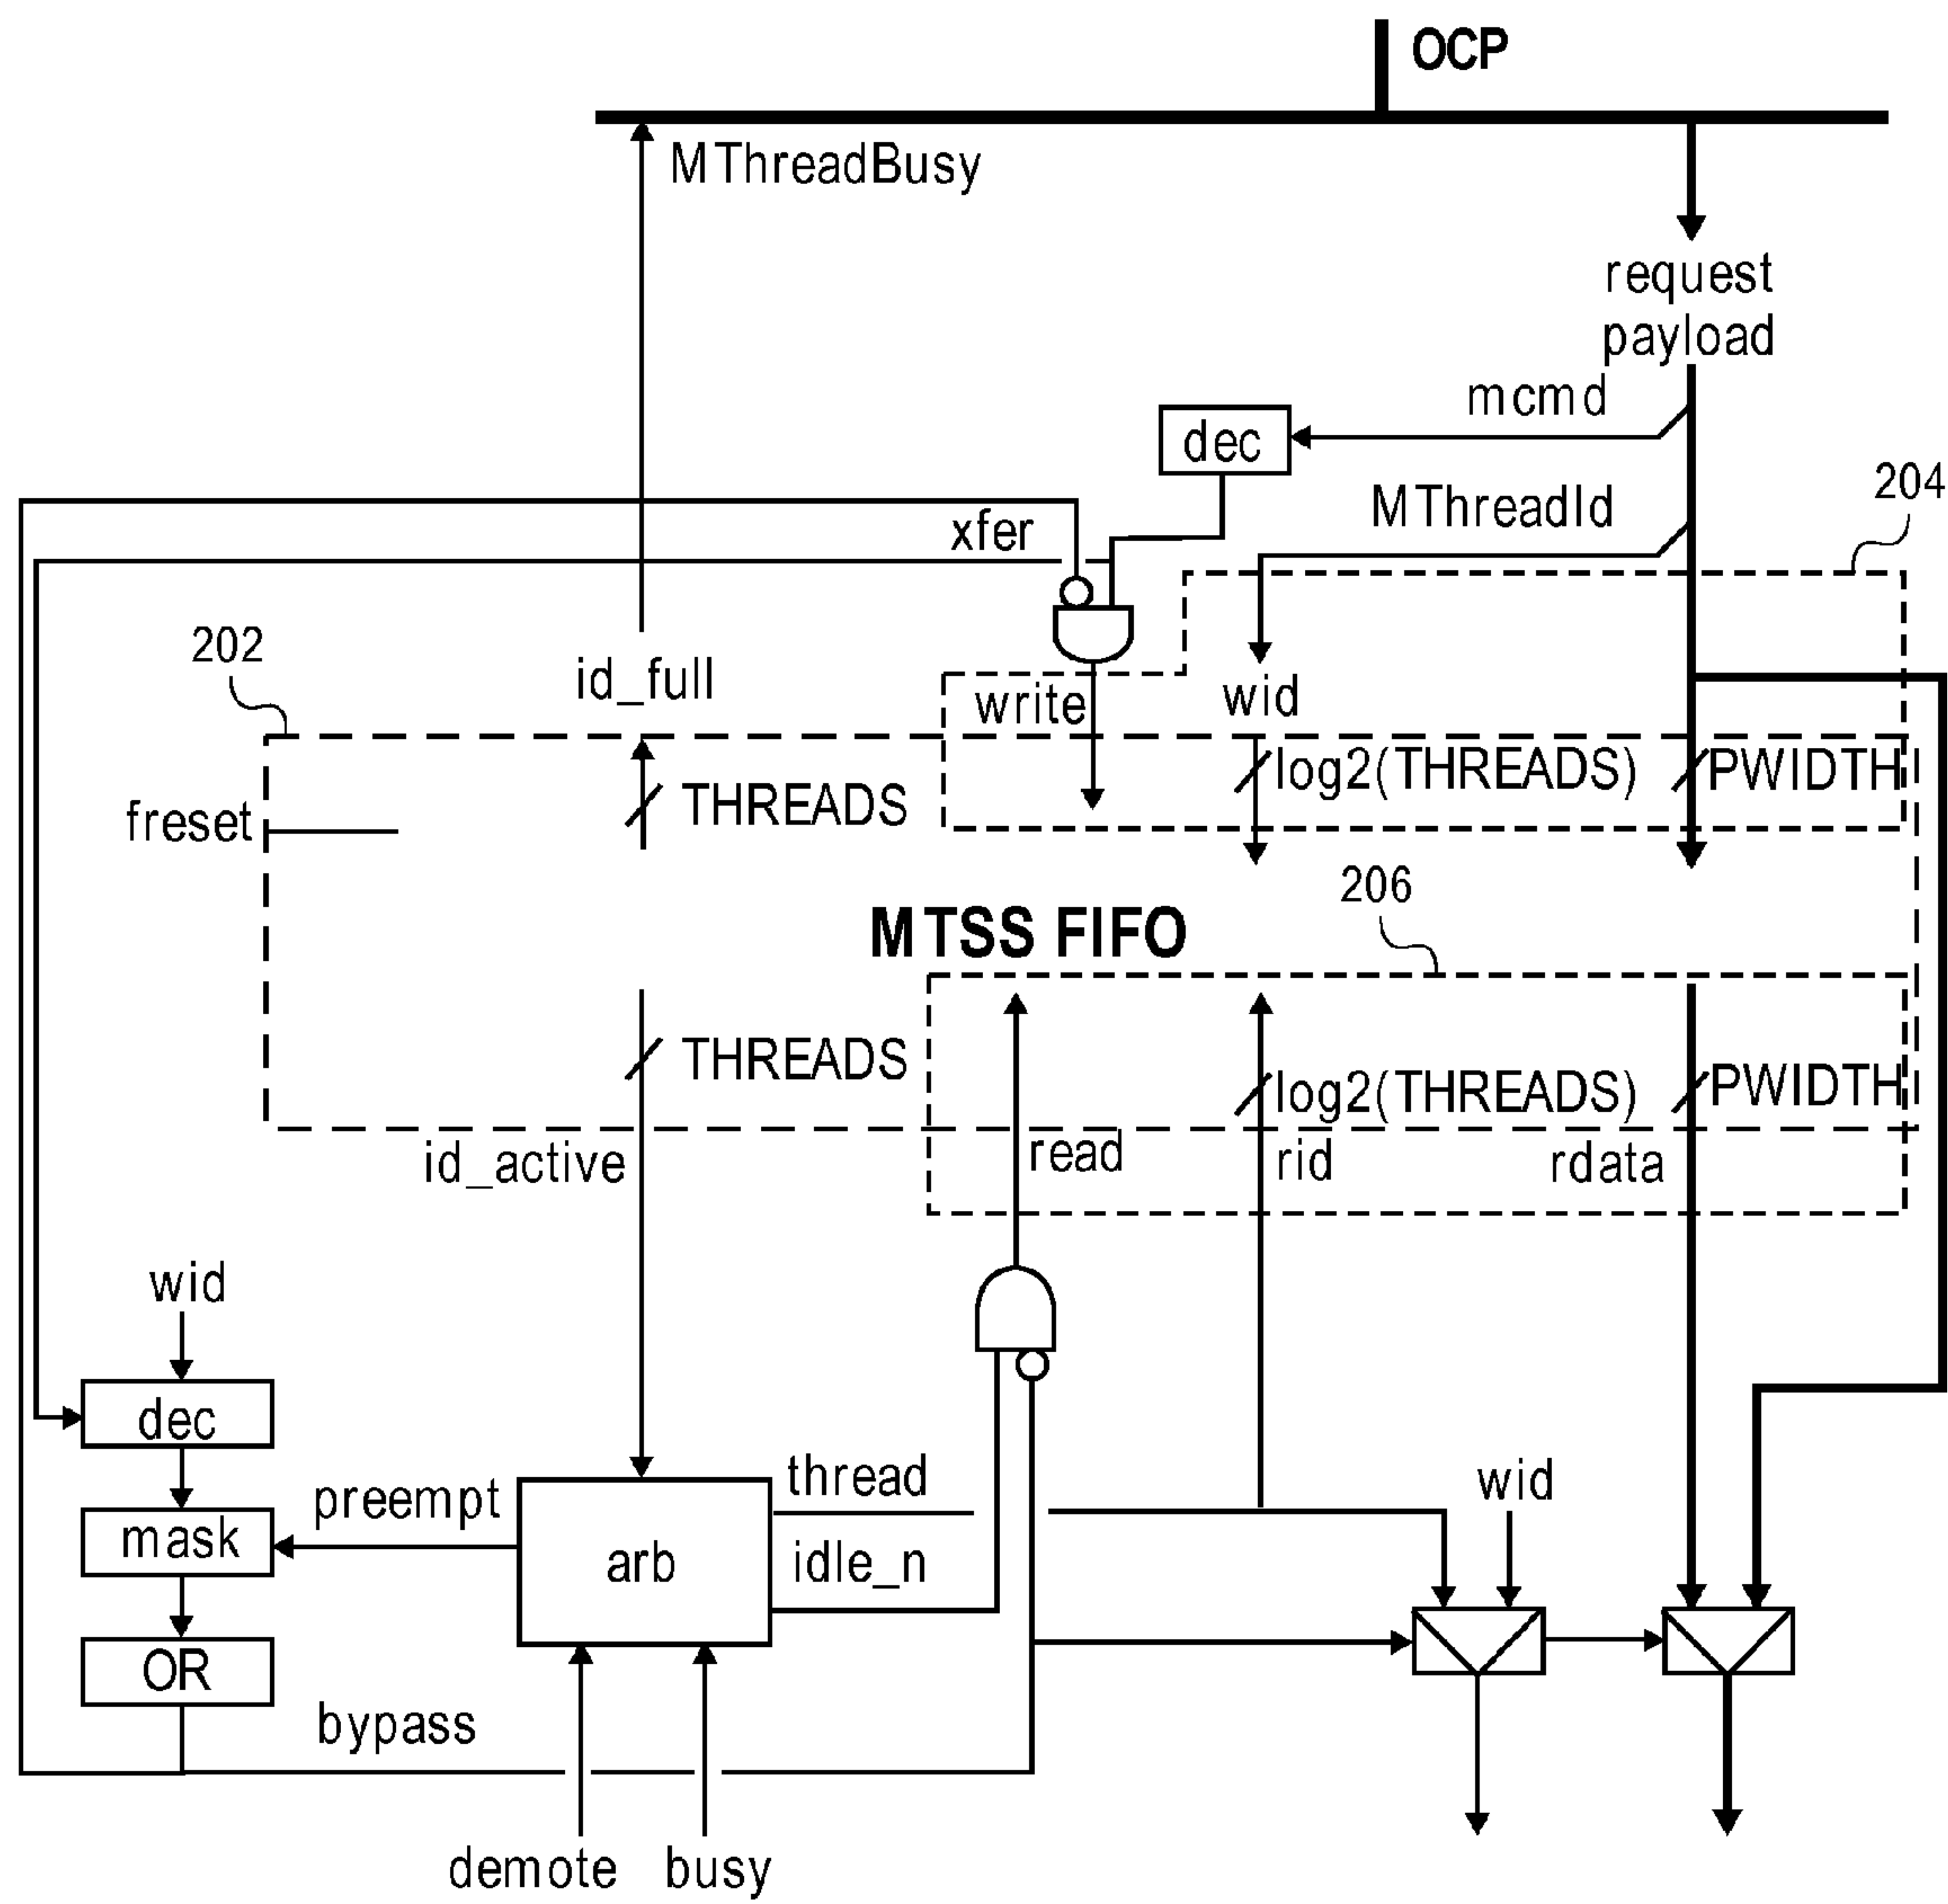 OCP
MThreadBusy
request
payload
mcmd
dec
204
MThreadId
xfer
202
id_full
write
wid
log2(THREADS)
PWIDTH
THREADS
freset
206
MTSS FIFO
THREADS
log2(THREADS)
PWIDTH
id_active
read
rid
rdata
wid
dec
thread
wid
preempt
mask
arb
idle_n
OR
bypass
demote
busy